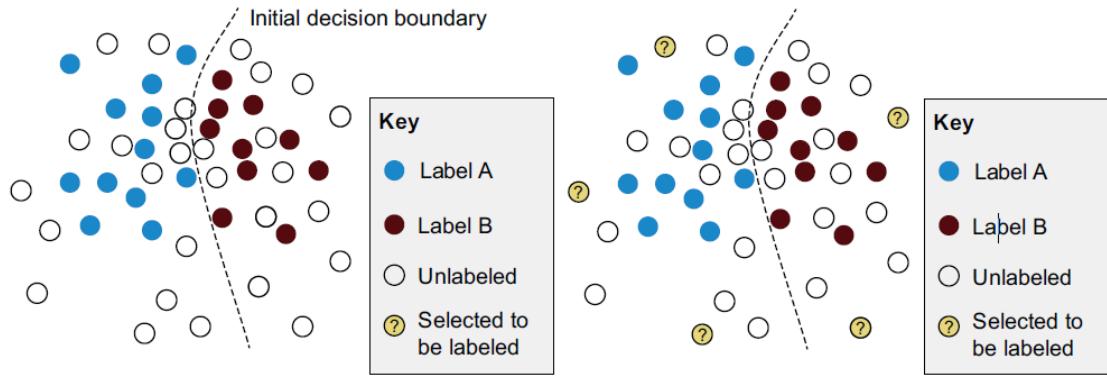 Initial decision boundary
Key
Label A
Label B
Unlabeled
? Selected to
be labeled
?
?
?
?
?
Key
Label A
Label B
Unlabeled
? Selected to
be labeled